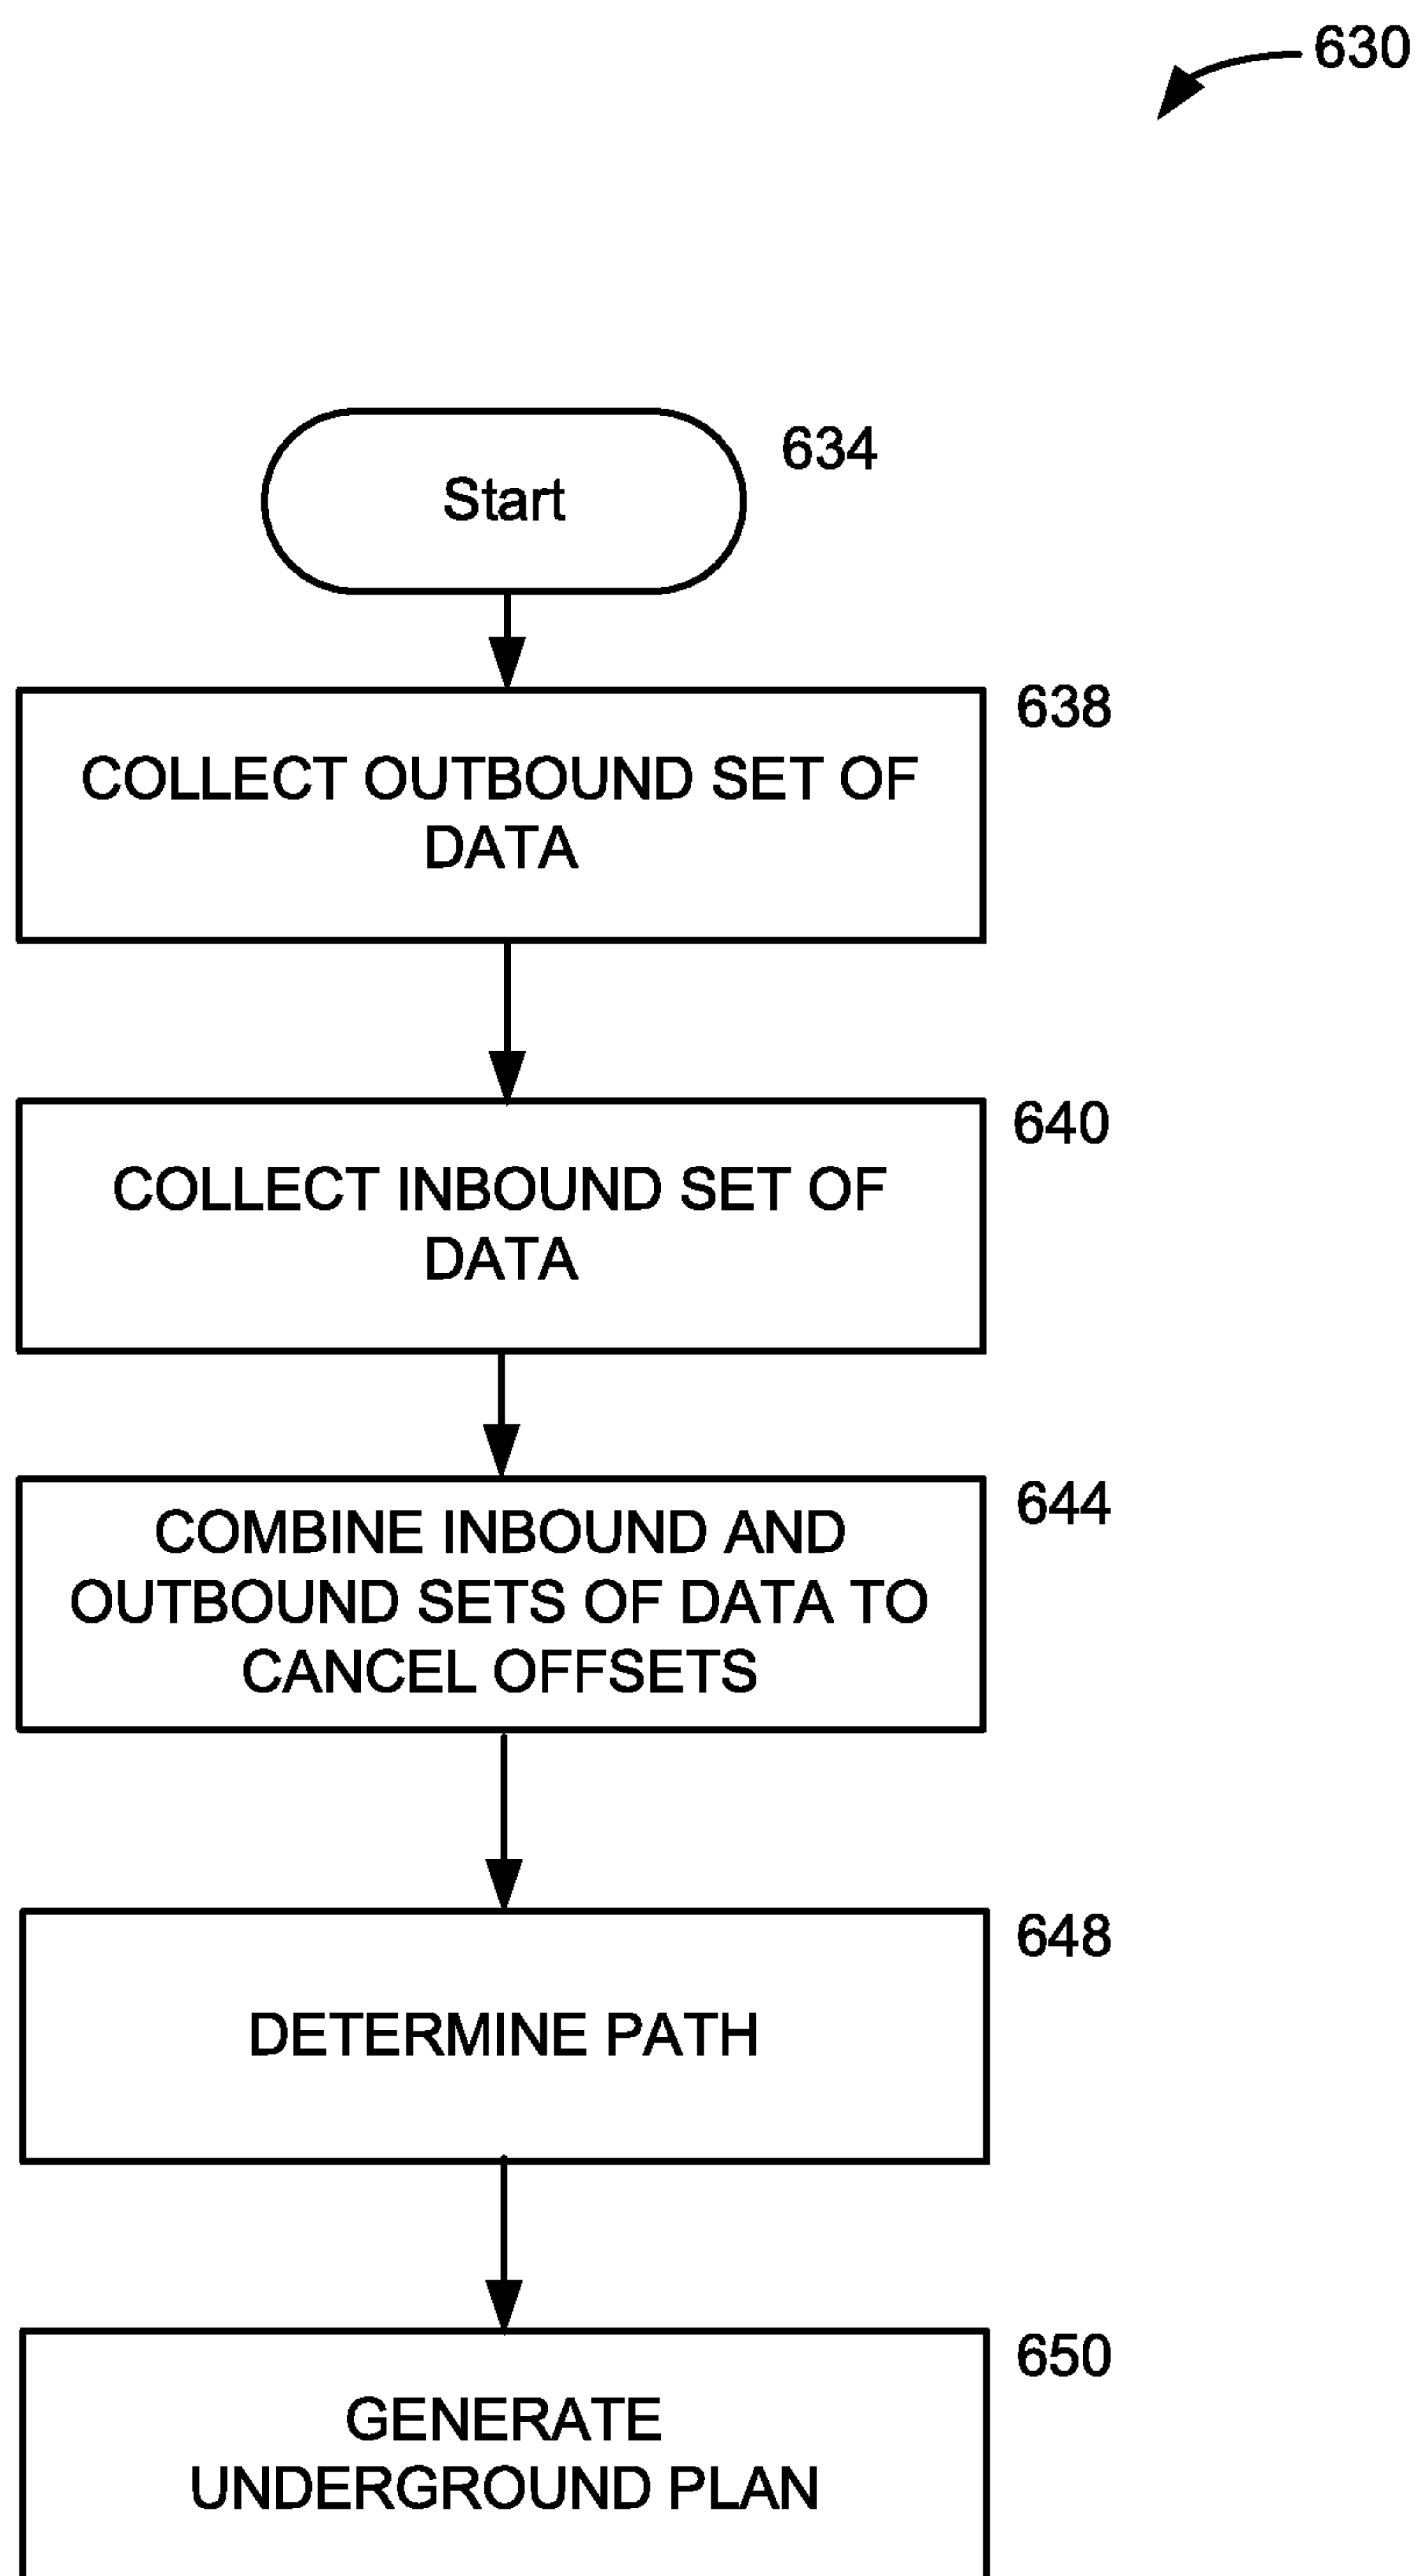 630
634
Start
638
COLLECT OUTBOUND SET OF
DATA
640
COLLECT INBOUND SET OF
DATA
644
COMBINE INBOUND AND
OUTBOUND SETS OF DATA TO
CANCEL OFFSETS
648
DETERMINE PATH
650
GENERATE
UNDERGROUND PLAN